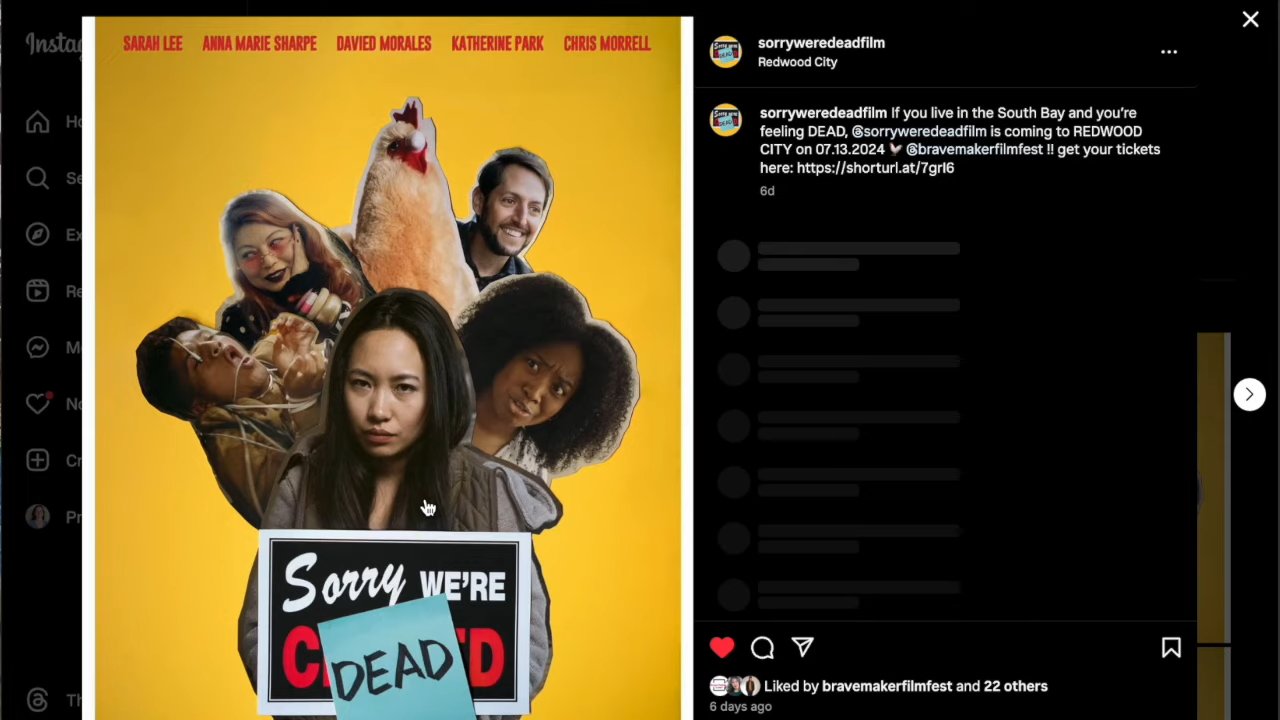 SARAH LEE ANNA MARIE SHARPE DAVIED MORALES KATHERINE PARK CHRIS MORRELL
Sorry WE'RE
DEAD
sorryweredeadfilm
Redwood City
sorryweredeadfilm If you live in the South Bay and you're
feeling DEAD, @sorryweredeadfilm is coming to REDWOOD
CITY on 07.13.2024 🕊️ @bravemakerfilmfest !! get your tickets
here: https://shorturl.at/7grI6
6d
Liked by bravemakerfilmfest and 22 others
6 days ago